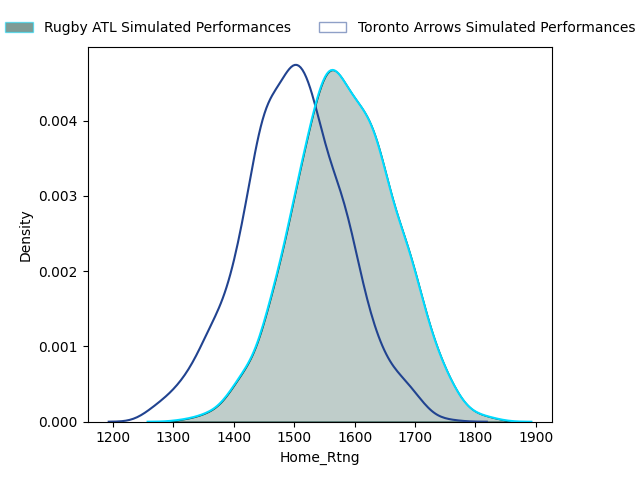 Rugby ATL Simulated Performances
Toronto Arrows Simulated Performances
Density
0.004
0.003
0.002
0.001
0.000
1200 1300 1400 1500 1600 1700 1800 1900
Home_Rtng